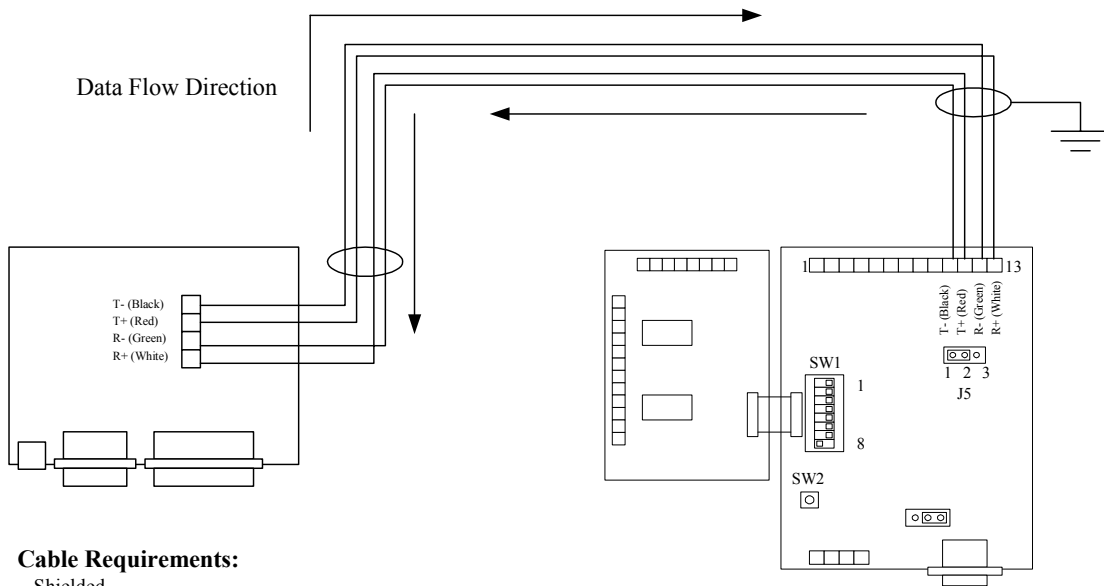 Data Flow Direction
T- (Black)
T+ (Red)
R- (Green)
R+ (White)
1
13
T- (Black)
T+ (Red)
R- (Green)
R+ (White)
1 2 3
J5
SW1
1
8
SW2
Cable Requirements:
Shielded